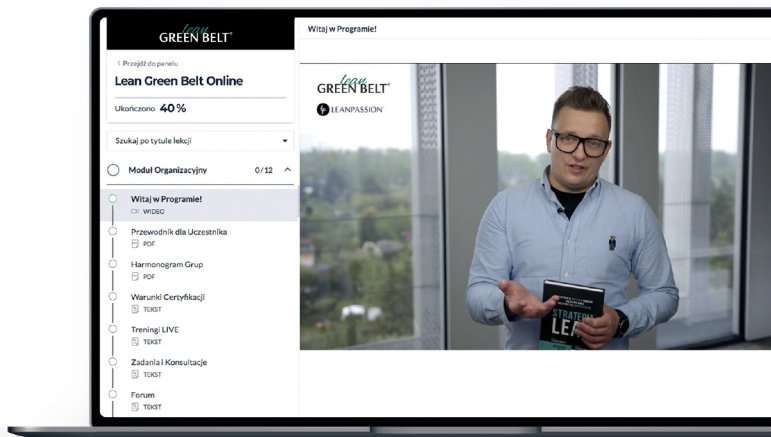 lean
GREEN BELT®
‹ Przejdź do panelu
Lean Green Belt Online
Ukończono 40%
Szukaj po tytule lekcji
Moduł Organizacyjny 0/12
Witaj w Programie!
WIDEO
Przewodnik dla Uczestnika
PDF
Harmonogram Grup
PDF
Warunki Certyfikacji
TEKST
Treningi LIVE
TEKST
Zadania i Konsultacje
TEKST
Forum
TEKST
Witaj w Programie!
lean
GREEN BELT®
LEANPASSION
STRATEGIA
LEA